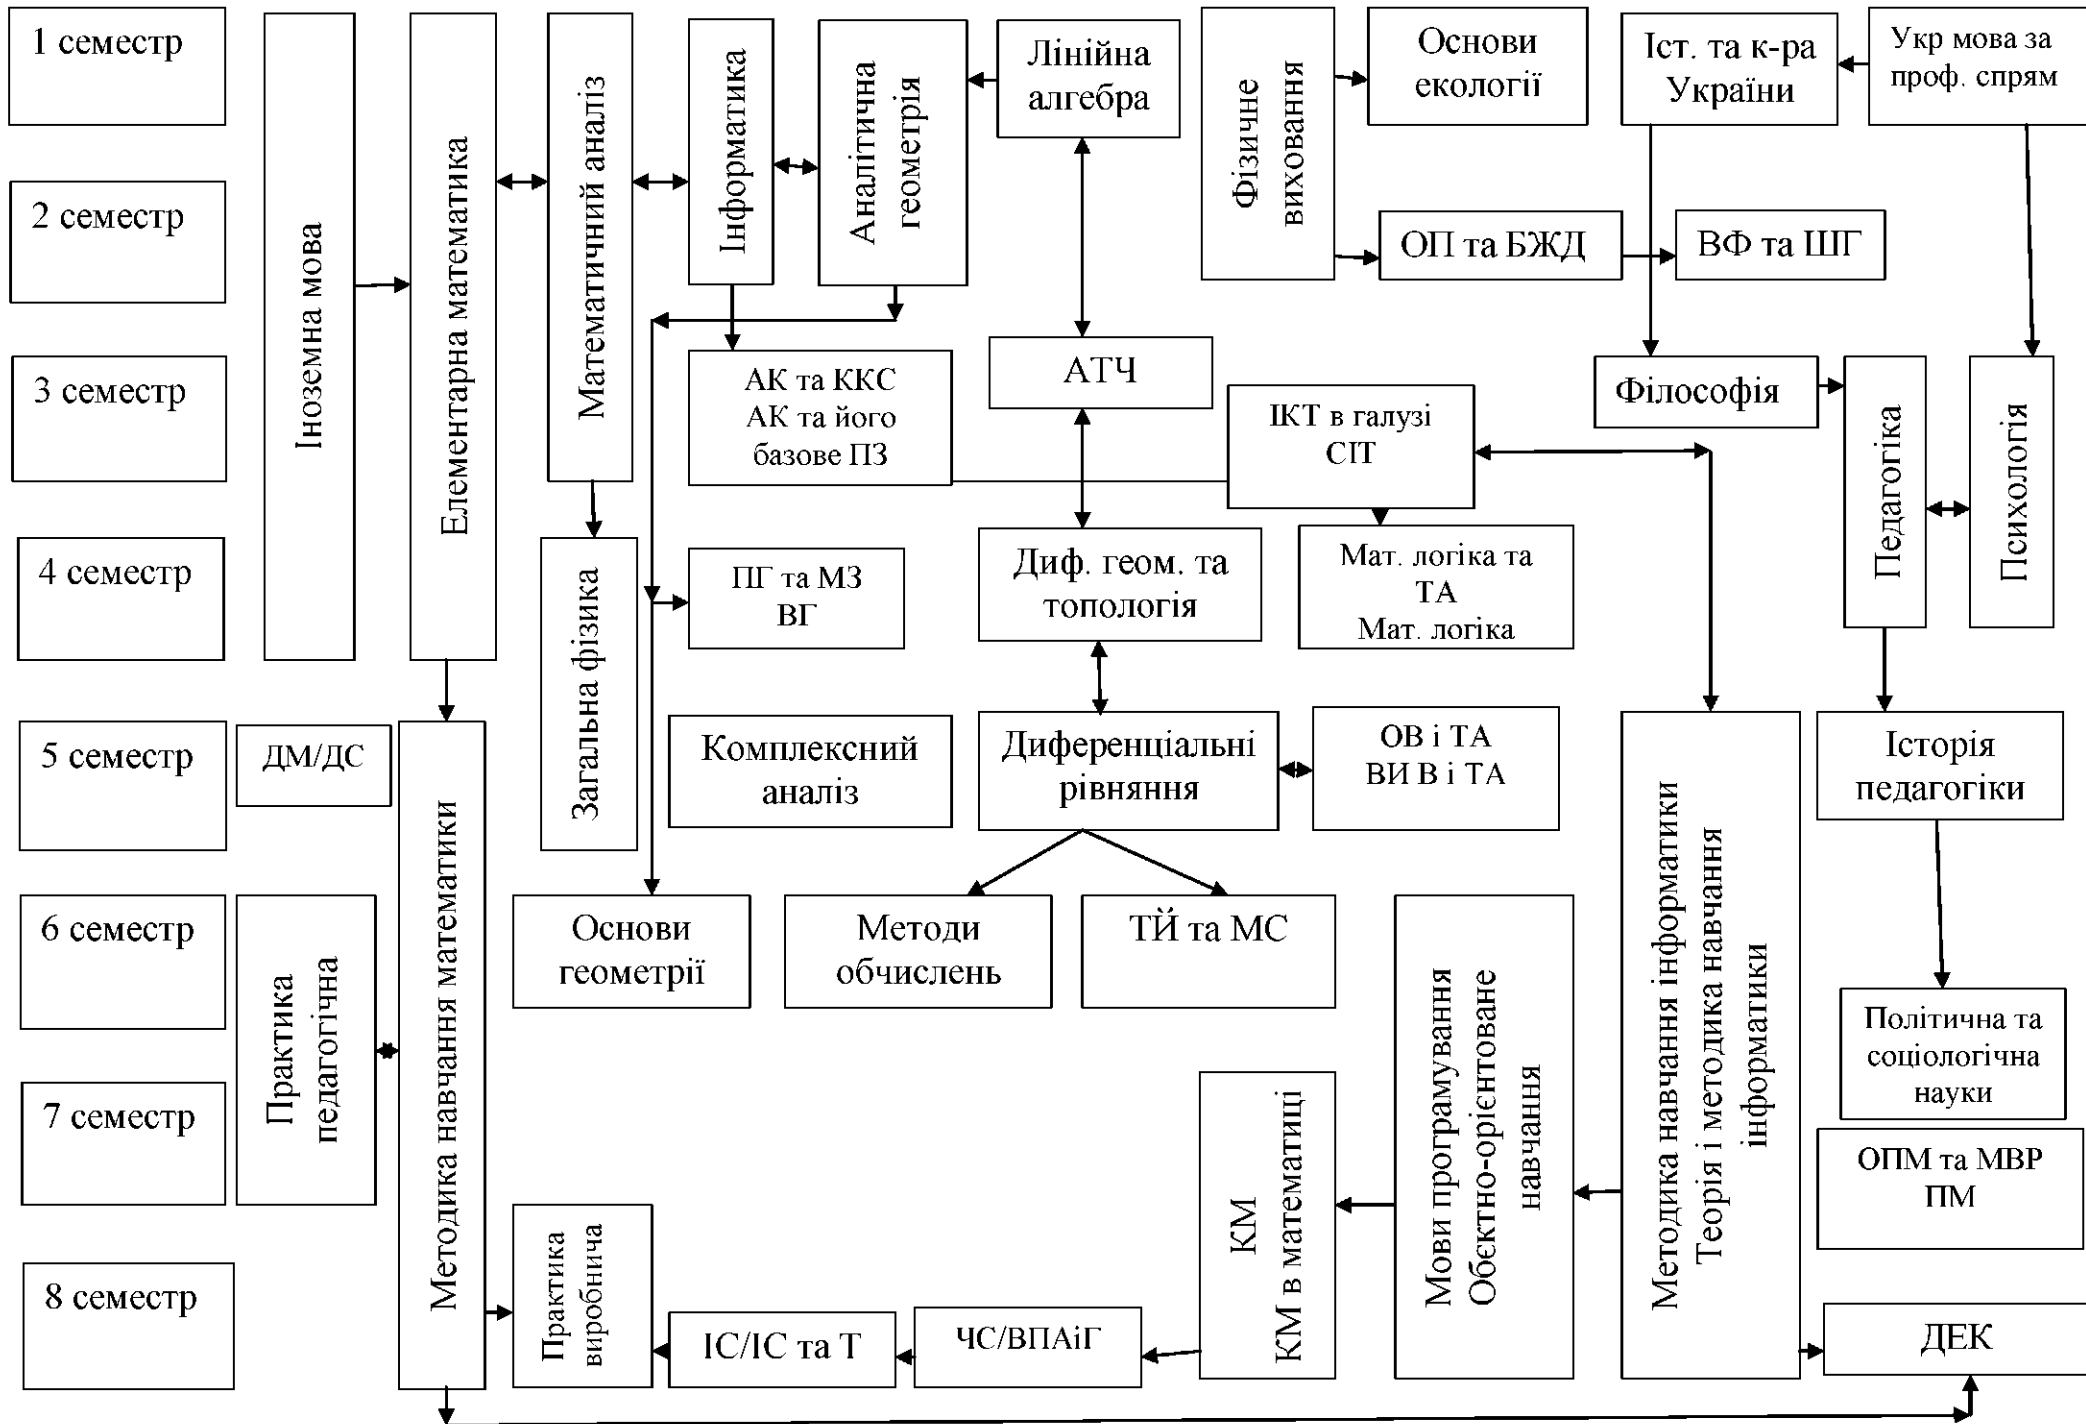 1 семестр
2 семестр
3 семестр
4 семестр
5 семестр
6 семестр
7 семестр
8 семестр
Іноземна мова
Елементарна математика
Математичний аналіз
Інформатика
Аналітична
геометрія
Лінійна
алгебра
Фізичне
виховання
Основи
екології
Іст. та к-ра
України
Укр мова за
проф. спрям
ОП та БЖД
ВФ та ШГ
АК та ККС
АК та його
базове ПЗ
АТЧ
ІКТ в галузі
СІТ
Філософія
Педагогіка
Психологія
Загальна фізика
ПГ та МЗ
ВГ
Диф. геом. та
топологія
Мат. логіка та
ТА
Мат. логіка
ДМ/ДС
Методика навчання математики
Комплексний
аналіз
Диференціальні
рівняння
ОВ і ТА
ВИ В і ТА
Методика навчання інформатики
Теорія і методика навчання
інформатики
Історія
педагогіки
Практика
педагогічна
Основи
геометрії
Методи
обчислень
ТЙ та МС
Мови програмування
Обєктно-орієнтоване
навчання
Політична та
соціологічна
науки
КМ
КМ в математиці
ОПМ та МВР
ПМ
Практика
виробнича
ІС/ІС та Т
ЧС/ВПАіГ
ДЕК